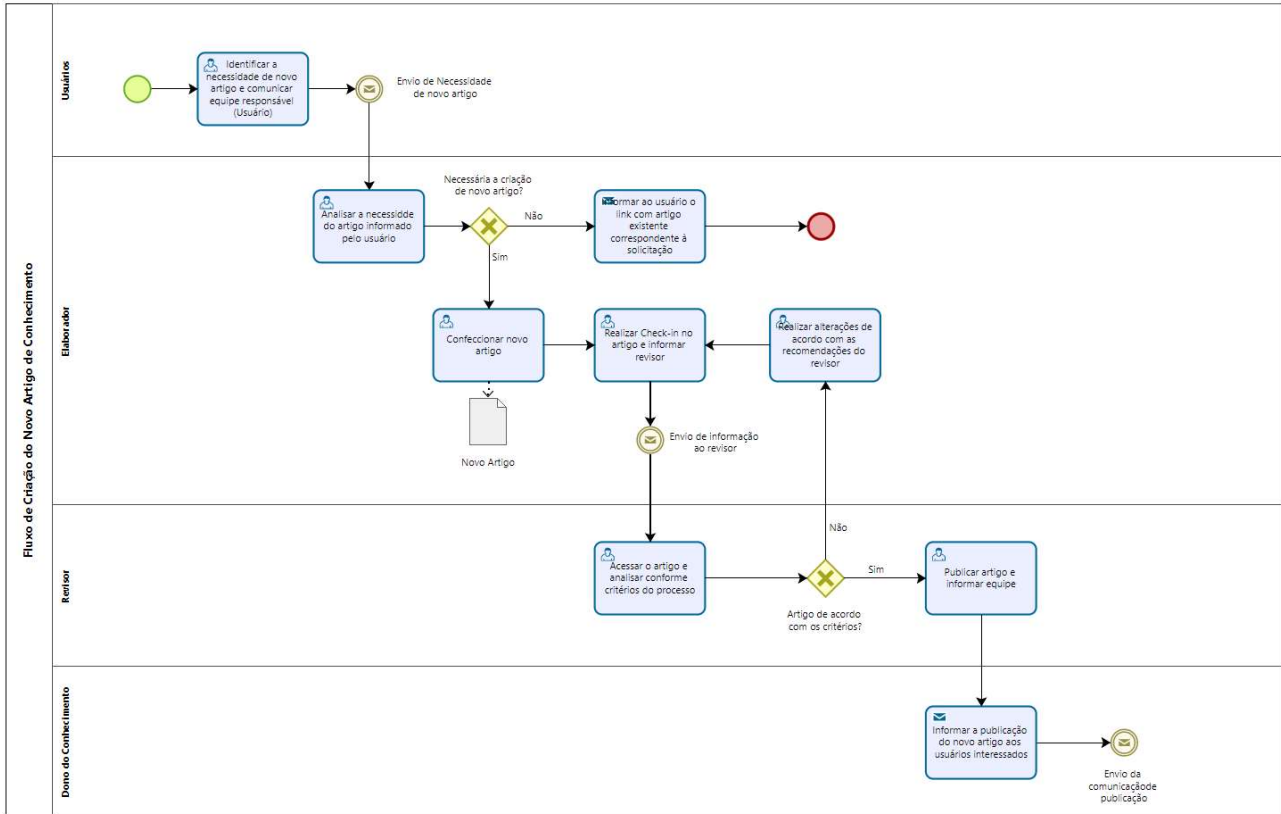 Fluxo de Criação do Novo Artigo de Conhecimento
Usuários
Identificar a
necessidade de novo
artigo e comunicar
equipe responsável
(Usuário)
Envio de Necessidade
de novo artigo
Elaborador
Analisar a necessidde
do artigo informado
pelo usuário
Necessária a criação
de novo artigo?
Não
Sim
ormar ao usuário o
link com artigo
existente
correspondente à
solicitação
Confeccionar novo
artigo
Novo Artigo
Realizar Check-in no
artigo e informar
revisor
Realizar alterações de
acordo com as
recomendações do
revisor
Envio de informação
ao revisor
Revisor
Acessar o artigo e
analisar conforme
critérios do processo
Não
Sim
Artigo de acordo
com os critérios?
Publicar artigo e
informar equipe
Dono do Conhecimento
Informar a publicação
do novo artigo aos
usuários interessados
Envio da
comunicaçãode
publicação